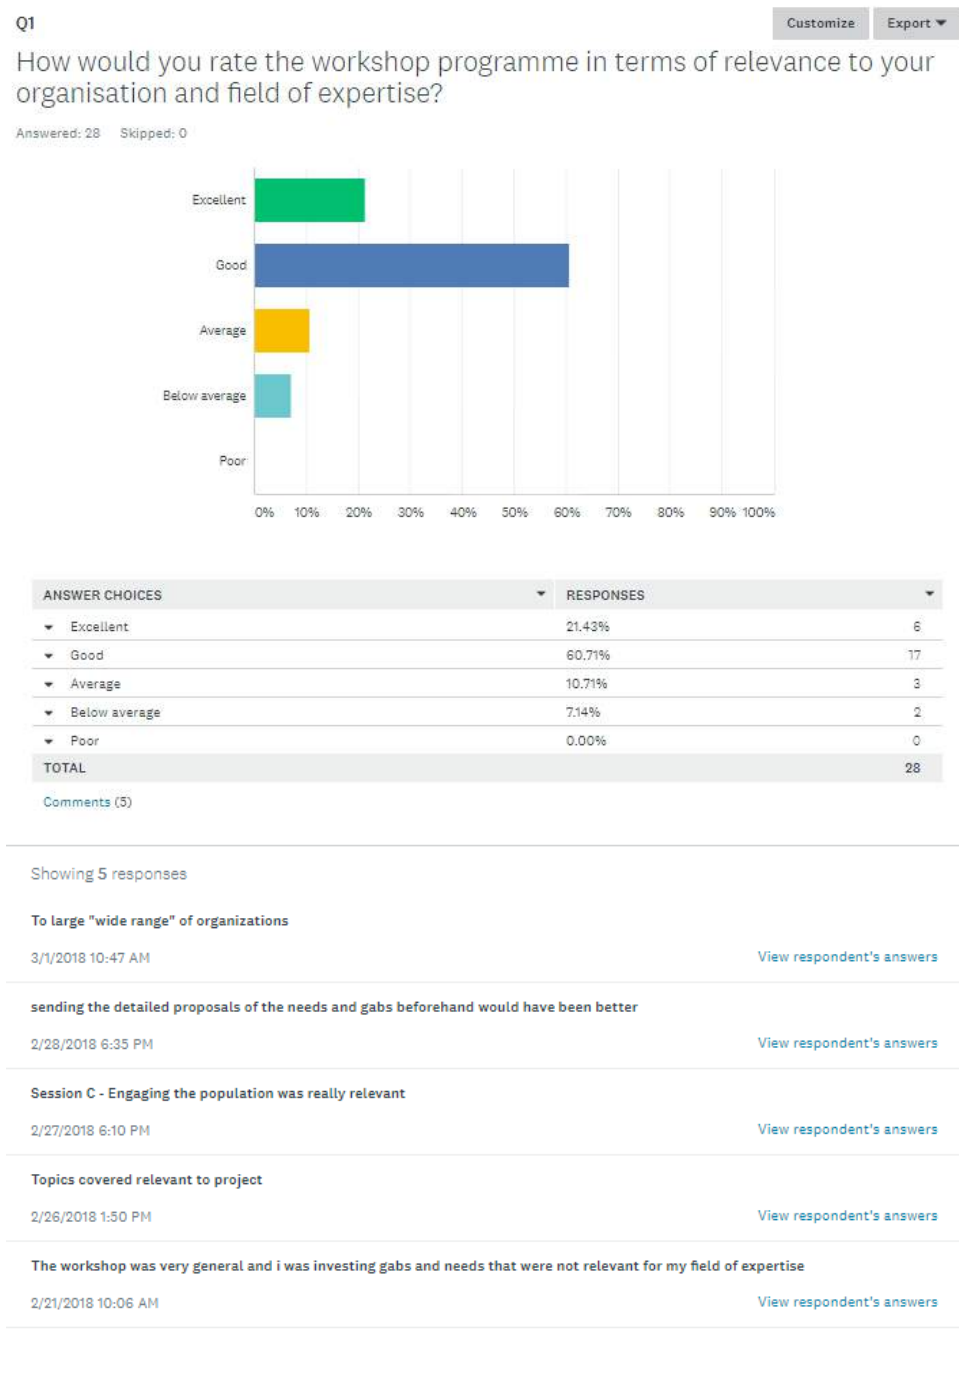 Q1
Customize
Export
How would you rate the workshop programme in terms of relevance to your
organisation and field of expertise?
Answered: 28 Skipped: 0
Excellent
Good
Average
Below average
Poor
0% 10% 20% 30% 40% 50% 60% 70% 80% 90% 100%
ANSWER CHOICES RESPONSES
Excellent 21.43% 6
Good 60.71% 17
Average 10.71% 3
Below average 7.14% 2
Poor 0.00% 0
TOTAL 28
Comments (5)
Showing 5 responses
To large "wide range" of organizations
3/1/2018 10:47 AM View respondent's answers
sending the detailed proposals of the needs and gabs beforehand would have been better
2/28/2018 6:35 PM View respondent's answers
Session C - Engaging the population was really relevant
2/27/2018 6:10 PM View respondent's answers
Topics covered relevant to project
2/26/2018 1:50 PM View respondent's answers
The workshop was very general and i was investing gabs and needs that were not relevant for my field of expertise
2/21/2018 10:06 AM View respondent's answers